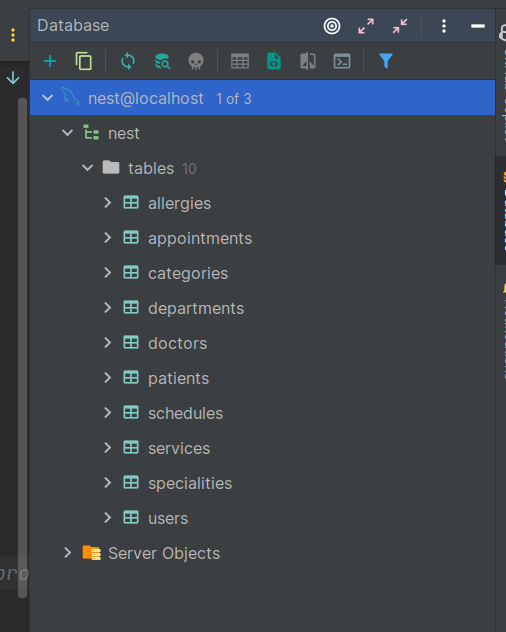 Database
nest@localhost 1 of 3
nest
tables 10
allergies
appointments
categories
departments
doctors
patients
schedules
services
specialities
users
Server Objects
pro